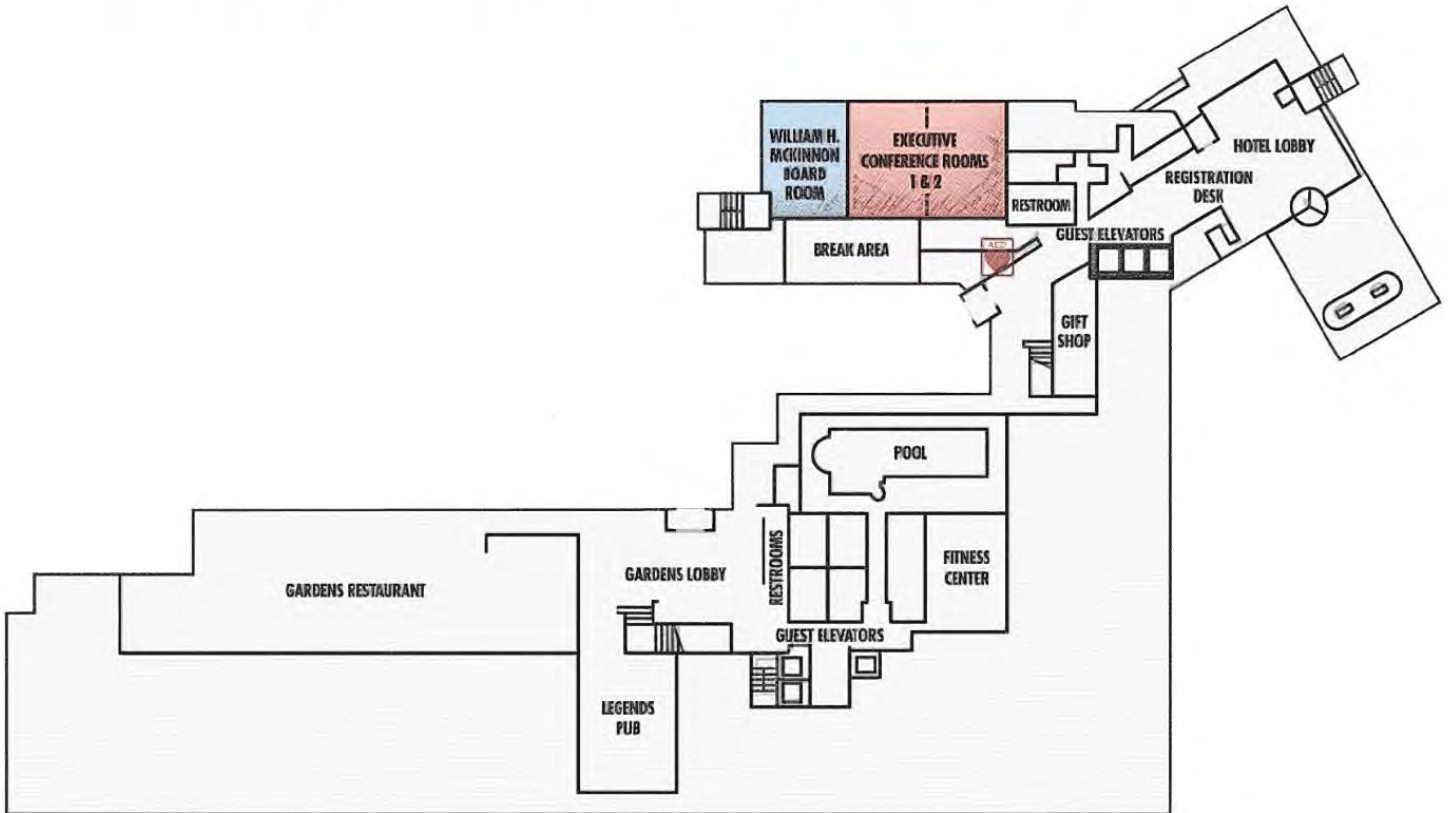 WILLIAM H.
MCKINNON
BOARD
ROOM
EXECUTIVE
CONFERENCE ROOMS
1 & 2
HOTEL LOBBY
REGISTRATION
DESK
RESTROOM
GUEST ELEVATORS
BREAK AREA
AED
GIFT
SHOP
POOL
RESTROOMS
FITNESS
CENTER
GARDENS LOBBY
GARDENS RESTAURANT
GUEST ELEVATORS
LEGENDS
PUB